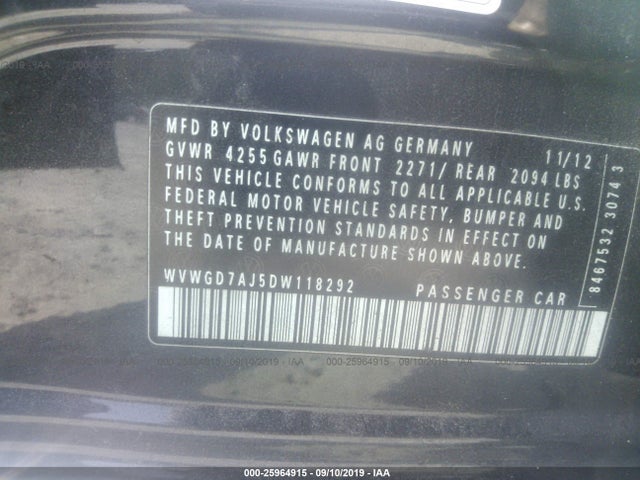 MFD BY VOLKSWAGEN AG GERMANY 11/12
GVWR 4255 GAWR FRONT 2271/ REAR 2094 LBS
THIS VEHICLE CONFORMS TO ALL APPLICABLE U.S.
FEDERAL MOTOR VEHICLE SAFETY, BUMPER AND
THEFT PREVENTION STANDARDS IN EFFECT ON
THE DATE OF MANUFACTURE SHOWN ABOVE.
WVWGD7AJ5DW118292 PASSENGER CAR
8467532 3074 3
000-25964915 - 09/10/2019 - IAA